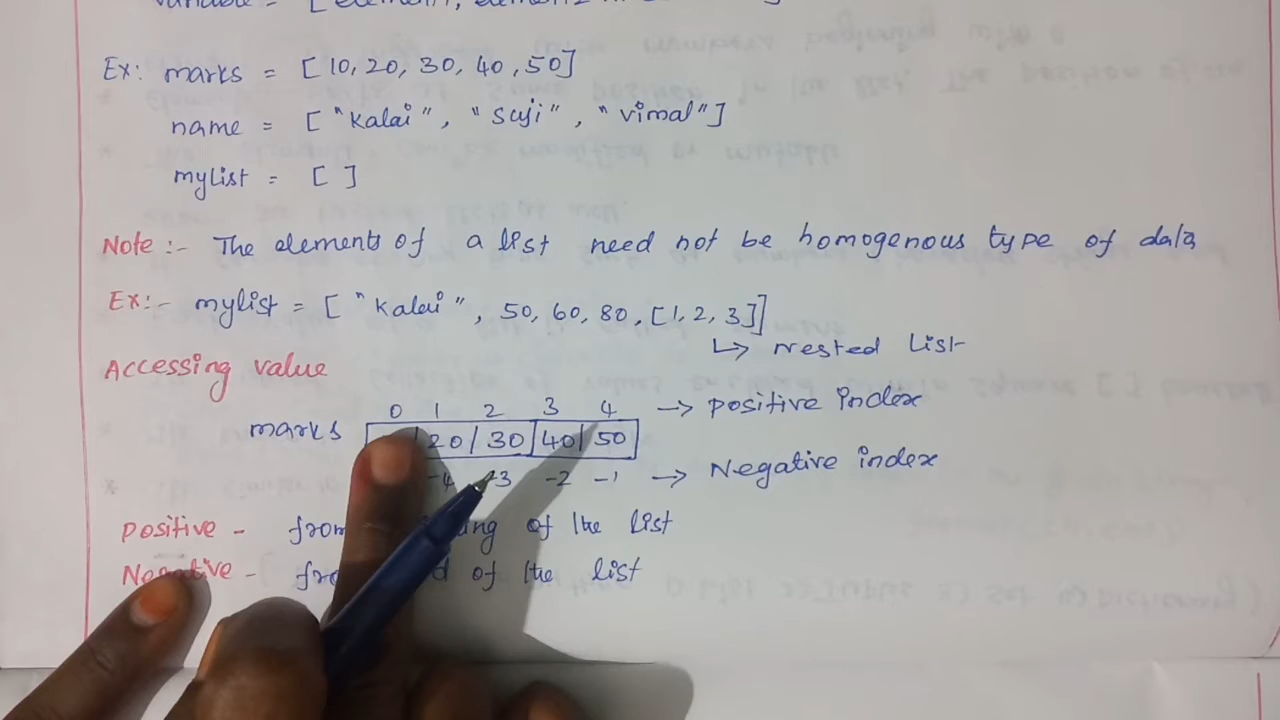 Ex: marks = [10, 20, 30, 40, 50]
name = ["Kalai", "Suji", "Vimal"]
mylist = [ ]
Note :- The elements of a list need not be homogenous type of data
Ex:- mylist = ["Kalai", 50, 60, 80, [1, 2, 3]]
↳ Nested List
Accessing value
0 1 2 3 4 → positive index
marks 20 30 40 50
-4 -3 -2 -1 → Negative index
positive - from of the list
Negative - of the list